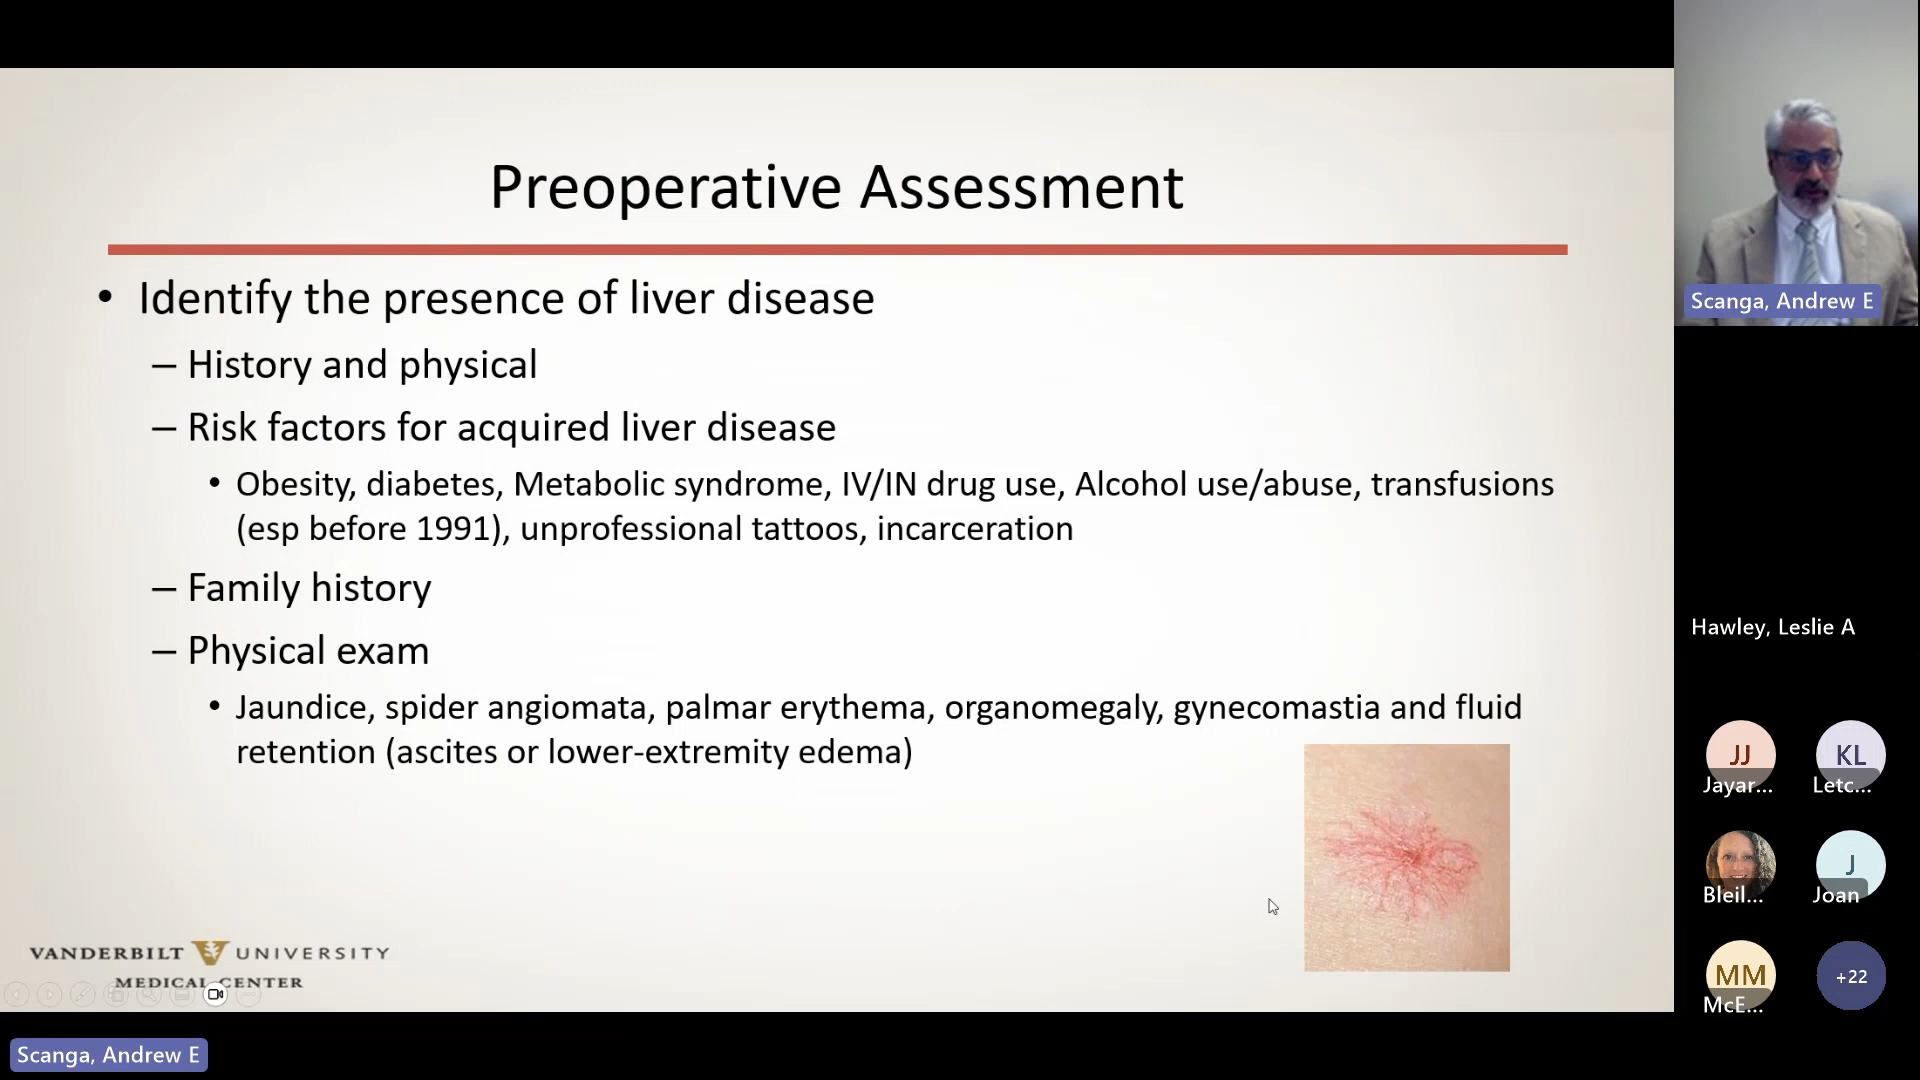 Preoperative Assessment
• Identify the presence of liver disease
– History and physical
– Risk factors for acquired liver disease
• Obesity, diabetes, Metabolic syndrome, IV/IN drug use, Alcohol use/abuse, transfusions
(esp before 1991), unprofessional tattoos, incarceration
– Family history
– Physical exam
• Jaundice, spider angiomata, palmar erythema, organomegaly, gynecomastia and fluid
retention (ascites or lower-extremity edema)
VANDERBILT UNIVERSITY
MEDICAL CENTER
Scanga, Andrew E
Scanga, Andrew E
Hawley, Leslie A
JJ
Jayar...
KL
Letc...
Bleil...
J
Joan
MM
McE...
+22